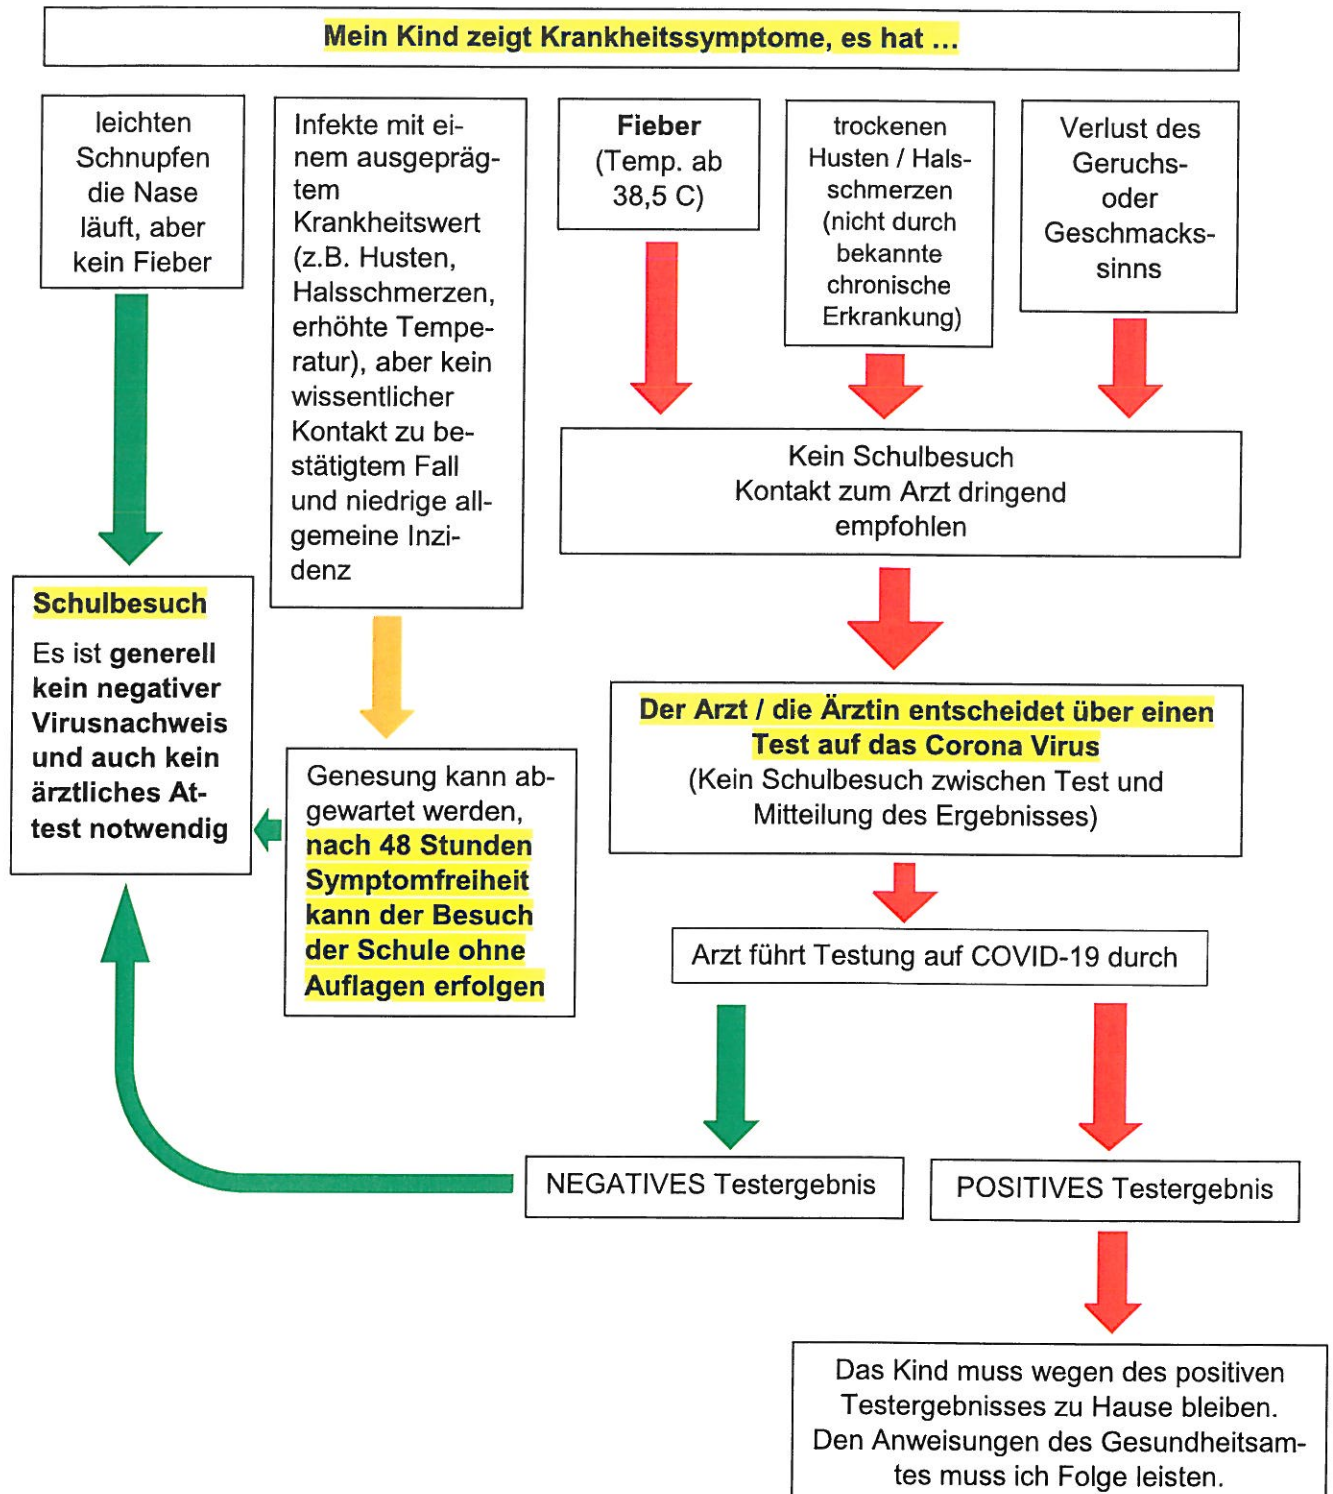 Mein Kind zeigt Krankheitssymptome, es hat ...
leichten
Schnupfen
die Nase
läuft, aber
kein Fieber
Infekte mit ei-
nem ausgepräg-
tem
Krankheitswert
(z.B. Husten,
Halsschmerzen,
erhöhte Tempe-
ratur), aber kein
wissentlicher
Kontakt zu be-
stätigtem Fall
und niedrige all-
gemeine Inzi-
denz
Fieber
(Temp. ab
38,5 C)
trockenen
Husten / Hals-
schmerzen
(nicht durch
bekannte
chronische
Erkrankung)
Verlust des
Geruchs-
oder
Geschmacks-
sinns
Kein Schulbesuch
Kontakt zum Arzt dringend
empfohlen
Schulbesuch
Es ist generell
kein negativer
Virusnachweis
und auch kein
ärztliches At-
test notwendig
Genesung kann ab-
gewartet werden,
nach 48 Stunden
Symptomfreiheit
kann der Besuch
der Schule ohne
Auflagen erfolgen
Der Arzt / die Ärztin entscheidet über einen
Test auf das Corona Virus
(Kein Schulbesuch zwischen Test und
Mitteilung des Ergebnisses)
Arzt führt Testung auf COVID-19 durch
NEGATIVES Testergebnis
POSITIVES Testergebnis
Das Kind muss wegen des positiven
Testergebnisses zu Hause bleiben.
Den Anweisungen des Gesundheitsam-
tes muss ich Folge leisten.